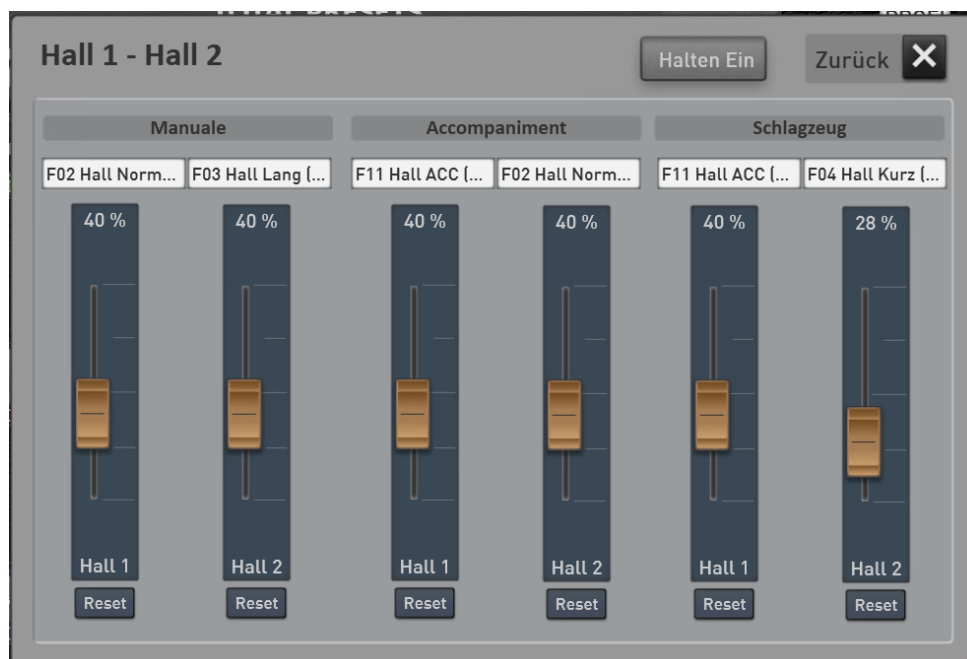 Hall 1 - Hall 2
Halten Ein
Zurück
Manuale
Accompaniment
Schlagzeug
F02 Hall Norm...
F03 Hall Lang (...
F11 Hall ACC (...
F02 Hall Norm...
F11 Hall ACC (...
F04 Hall Kurz (...
40 %
40 %
40 %
40 %
40 %
28 %
Hall 1
Hall 2
Hall 1
Hall 2
Hall 1
Hall 2
Reset
Reset
Reset
Reset
Reset
Reset